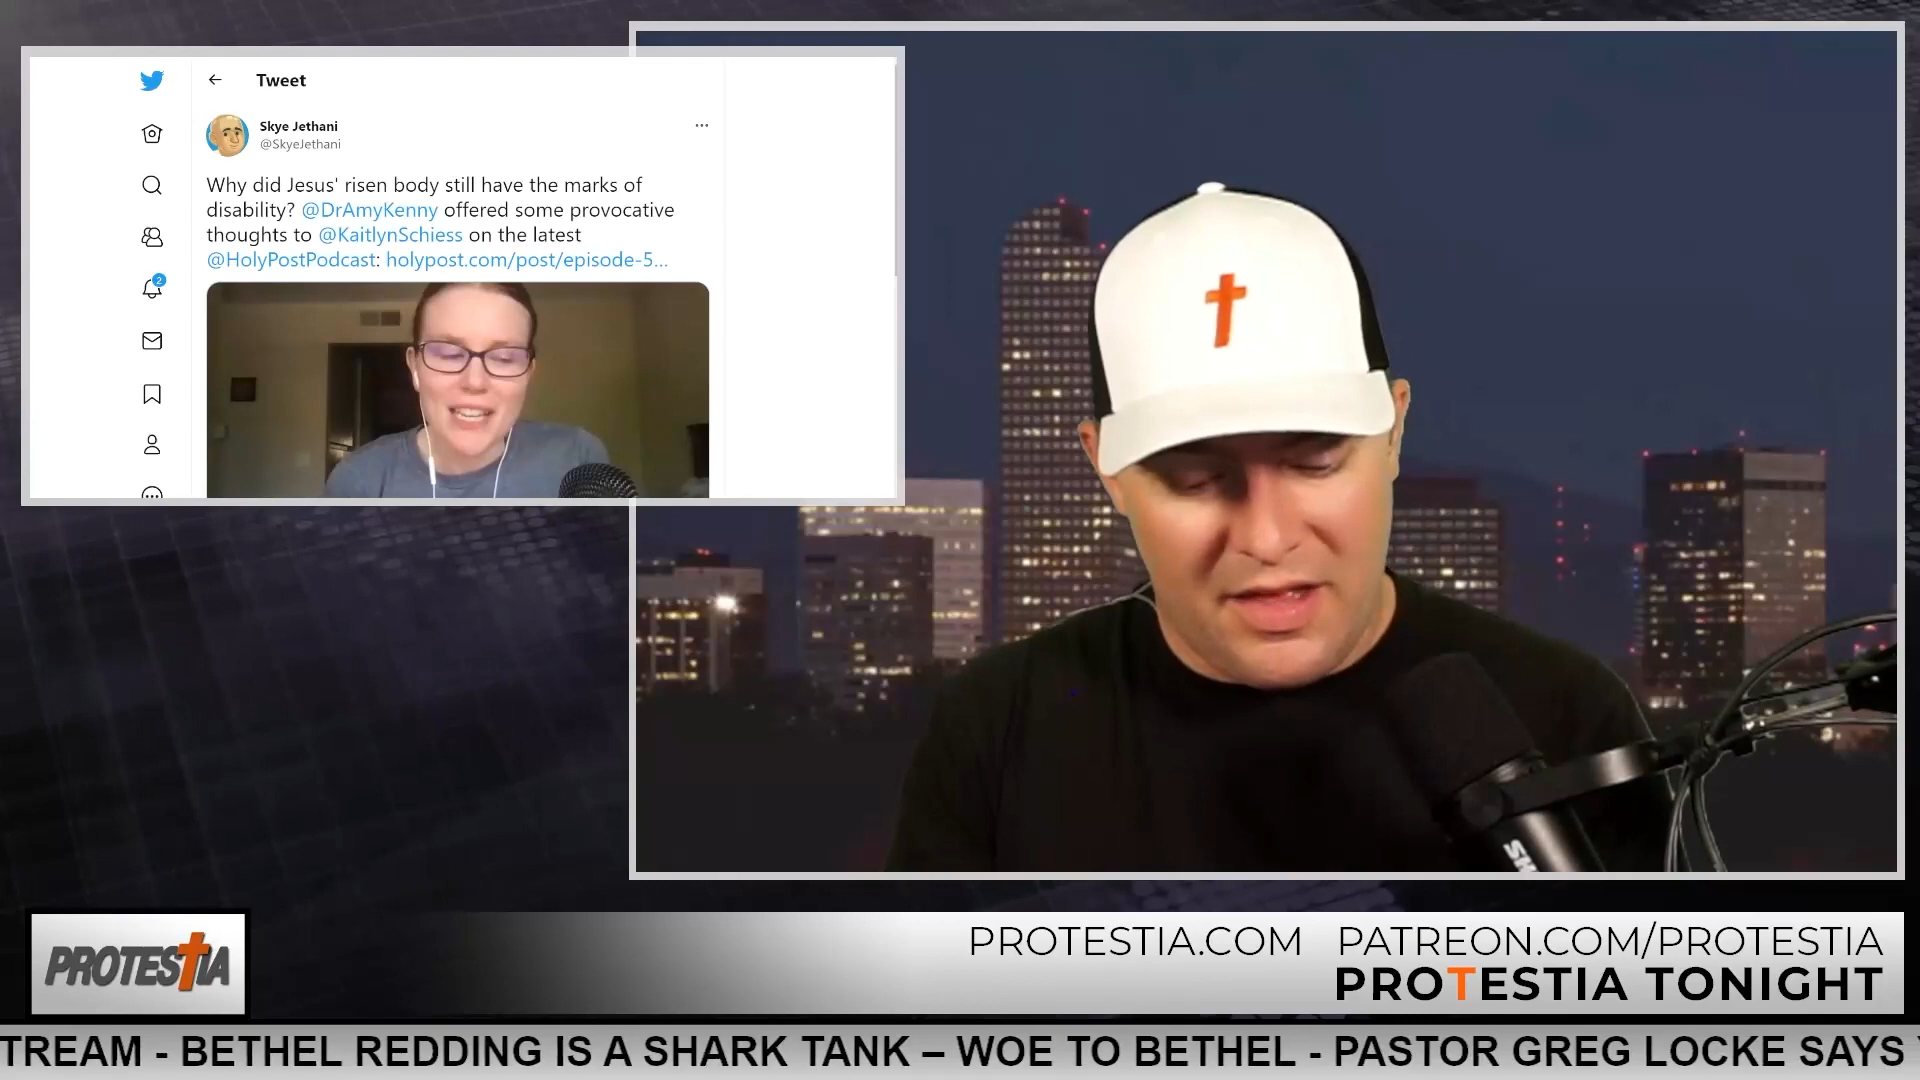 Tweet
Skye Jethani
@SkyeJethani
Why did Jesus' risen body still have the marks of
disability? @DrAmyKenny offered some provocative
thoughts to @KaitlynSchiess on the latest
@HolyPostPodcast: holypost.com/post/episode-5...
2
PROTESTIA
PROTESTIA.COM PATREON.COM/PROTESTIA
PROTESTIA TONIGHT
TREAM - BETHEL REDDING IS A SHARK TANK – WOE TO BETHEL - PASTOR GREG LOCKE SAYS